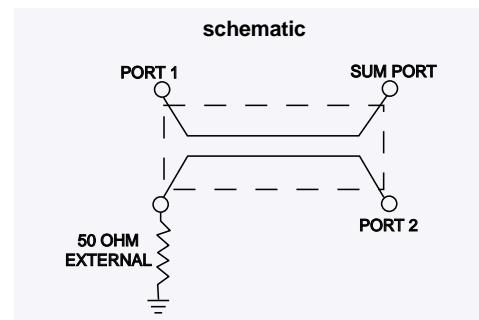 schematic
PORT 1
SUM PORT
PORT 2
50 OHM
EXTERNAL